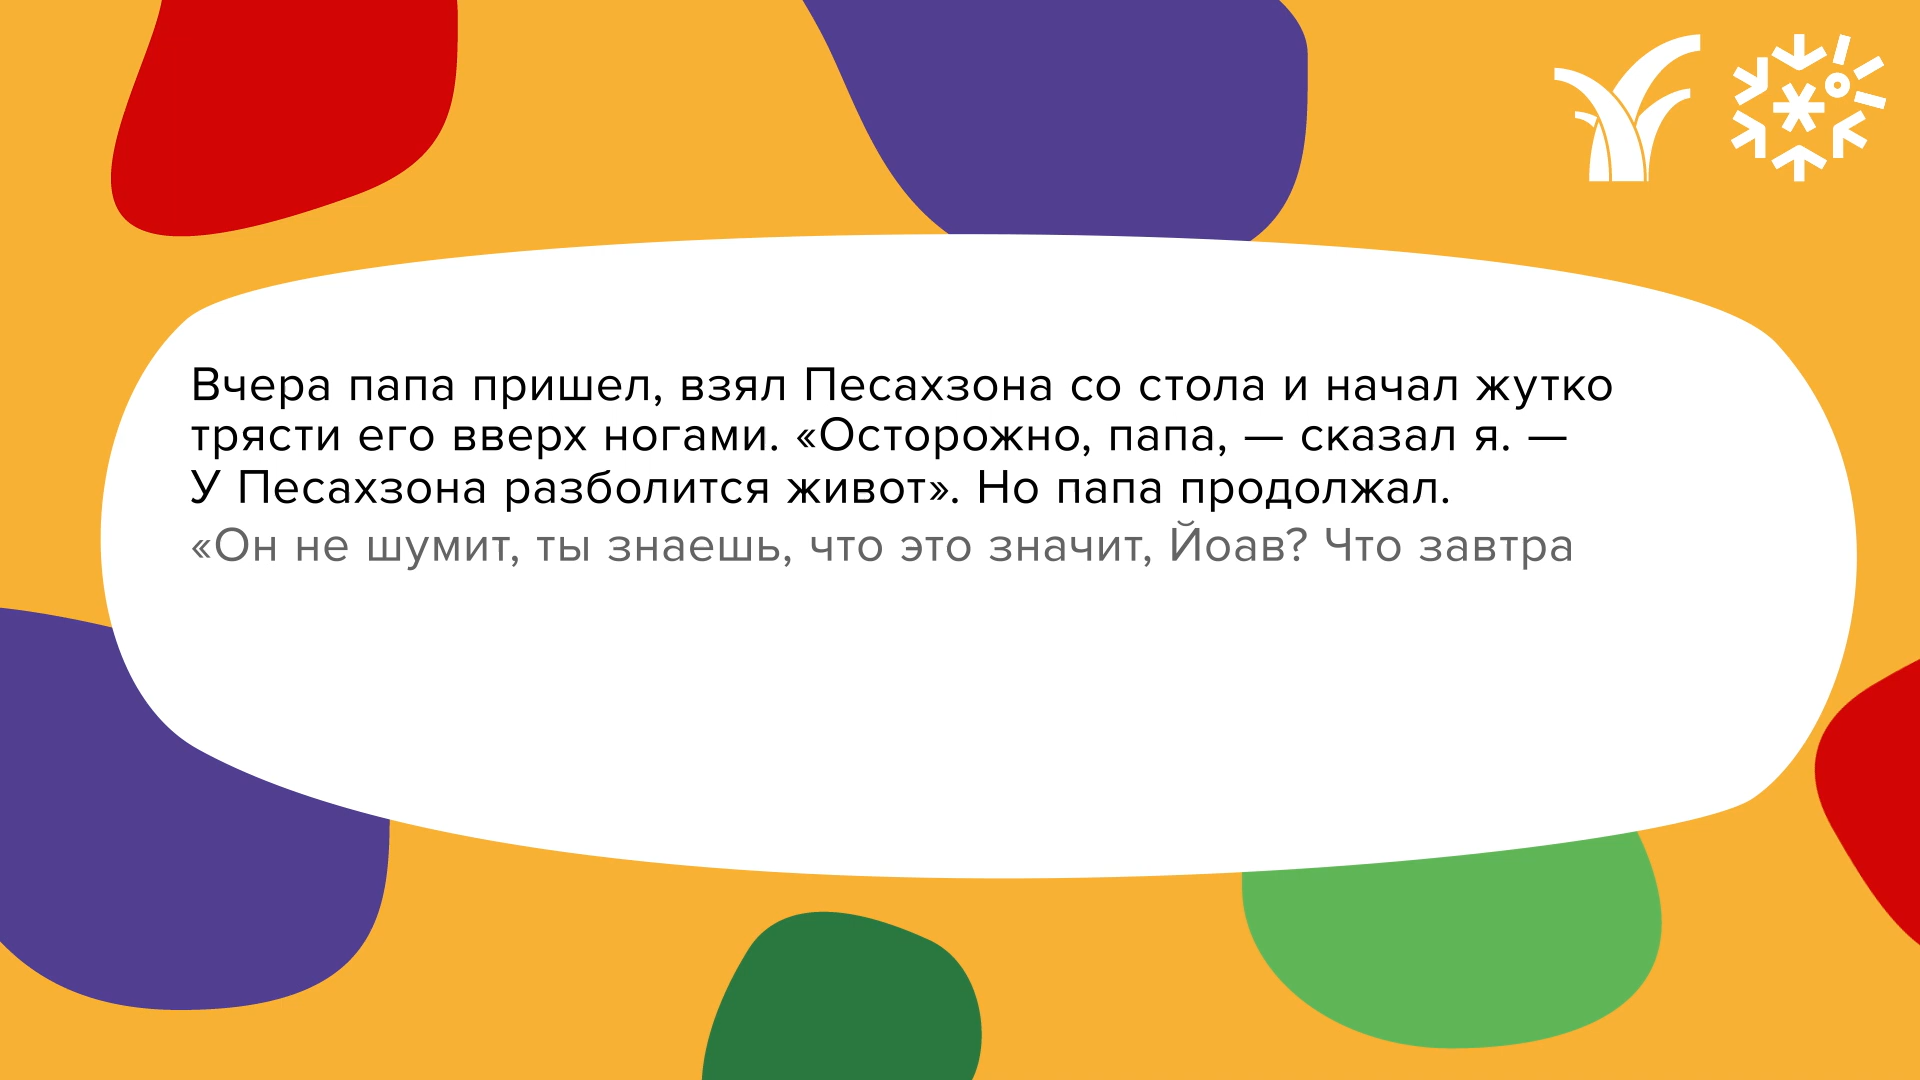 Вчера папа пришел, взял Песахзона со стола и начал жутко
трясти его вверх ногами. «Осторожно, папа, — сказал я. —
У Песахзона разболится живот». Но папа продолжал.
«Он не шумит, ты знаешь, что это значит, Йоав? Что завтра